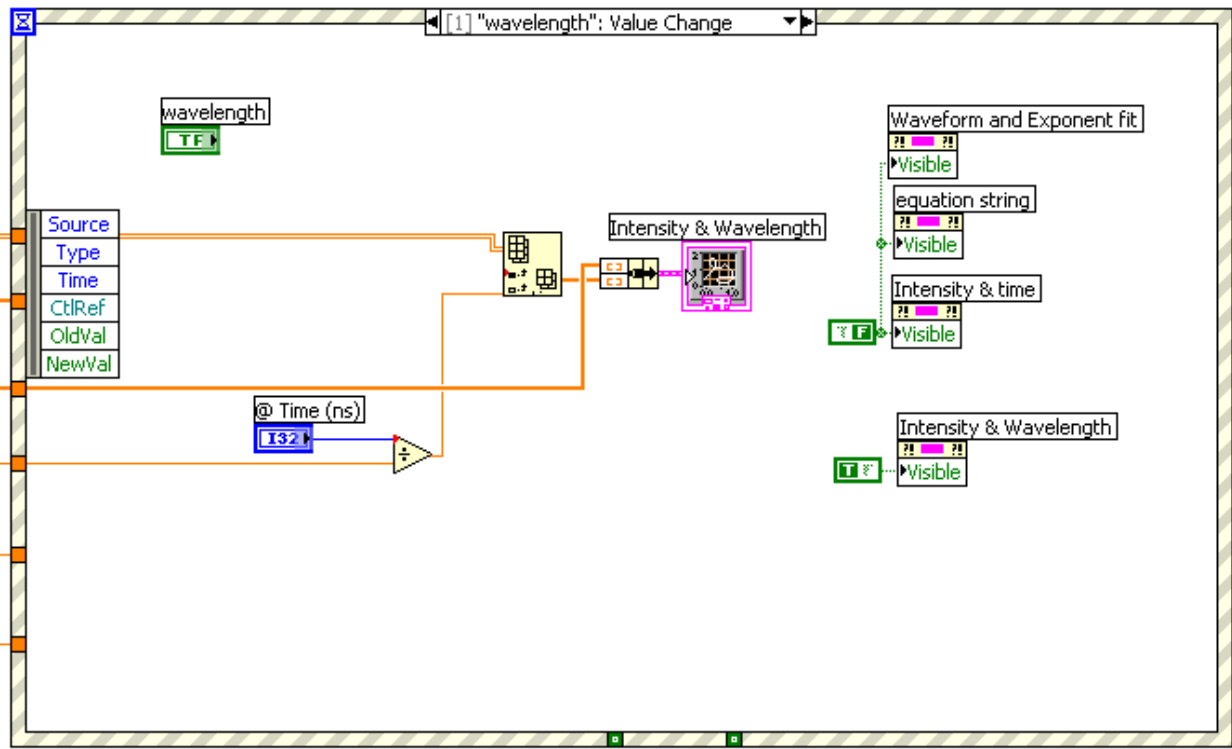 [1] "wavelength": Value Change
wavelength
TF
Waveform and Exponent fit
?! ?!
Visible
equation string
?! ?!
Visible
Source
Type
Time
CtlRef
OldVal
NewVal
Intensity & Wavelength
Intensity & time
?! ?!
Visible
F
@ Time (ns)
I32
÷
Intensity & Wavelength
?! ?!
Visible
T